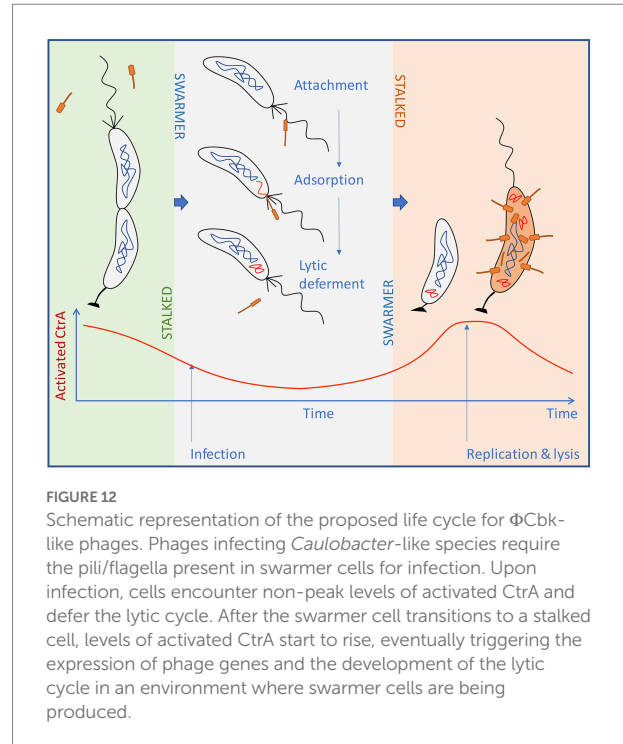 SWARMER
Attachment
Adsorption
Lytic
deferment
STALKED
STALKED
SWARMER
Activated CtrA
Time
Time
Infection
Replication & lysis
FIGURE 12
Schematic representation of the proposed life cycle for ΦCbk-
like phages. Phages infecting Caulobacter-like species require
the pili/flagella present in swarmer cells for infection. Upon
infection, cells encounter non-peak levels of activated CtrA and
defer the lytic cycle. After the swarmer cell transitions to a stalked
cell, levels of activated CtrA start to rise, eventually triggering the
expression of phage genes and the development of the lytic
cycle in an environment where swarmer cells are being
produced.